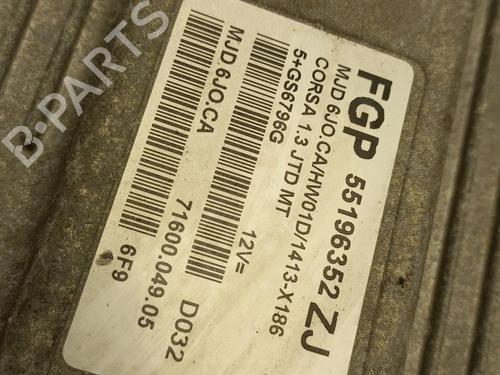 FGP 55196352 ZJ
MJD 6JO.CA/HW01D/1413-X186
CORSA 1.3 JTD MT
5+GS6796G
12V=
MJD.6JO.CA
D032
71600.049.05
6F9
B-PARTS